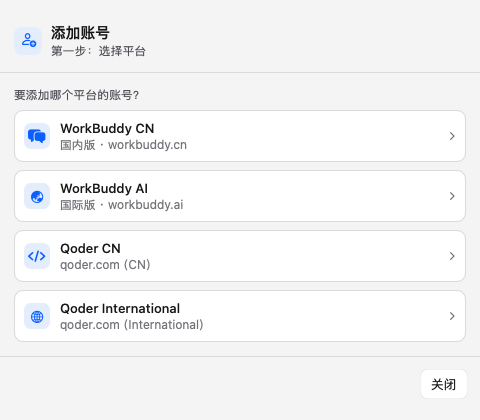 添加账号
第一步：选择平台
要添加哪个平台的账号?
WorkBuddy CN
国内版 · workbuddy.cn
WorkBuddy AI
国际版 · workbuddy.ai
Qoder CN
qoder.com (CN)
Qoder International
qoder.com (International)
关闭